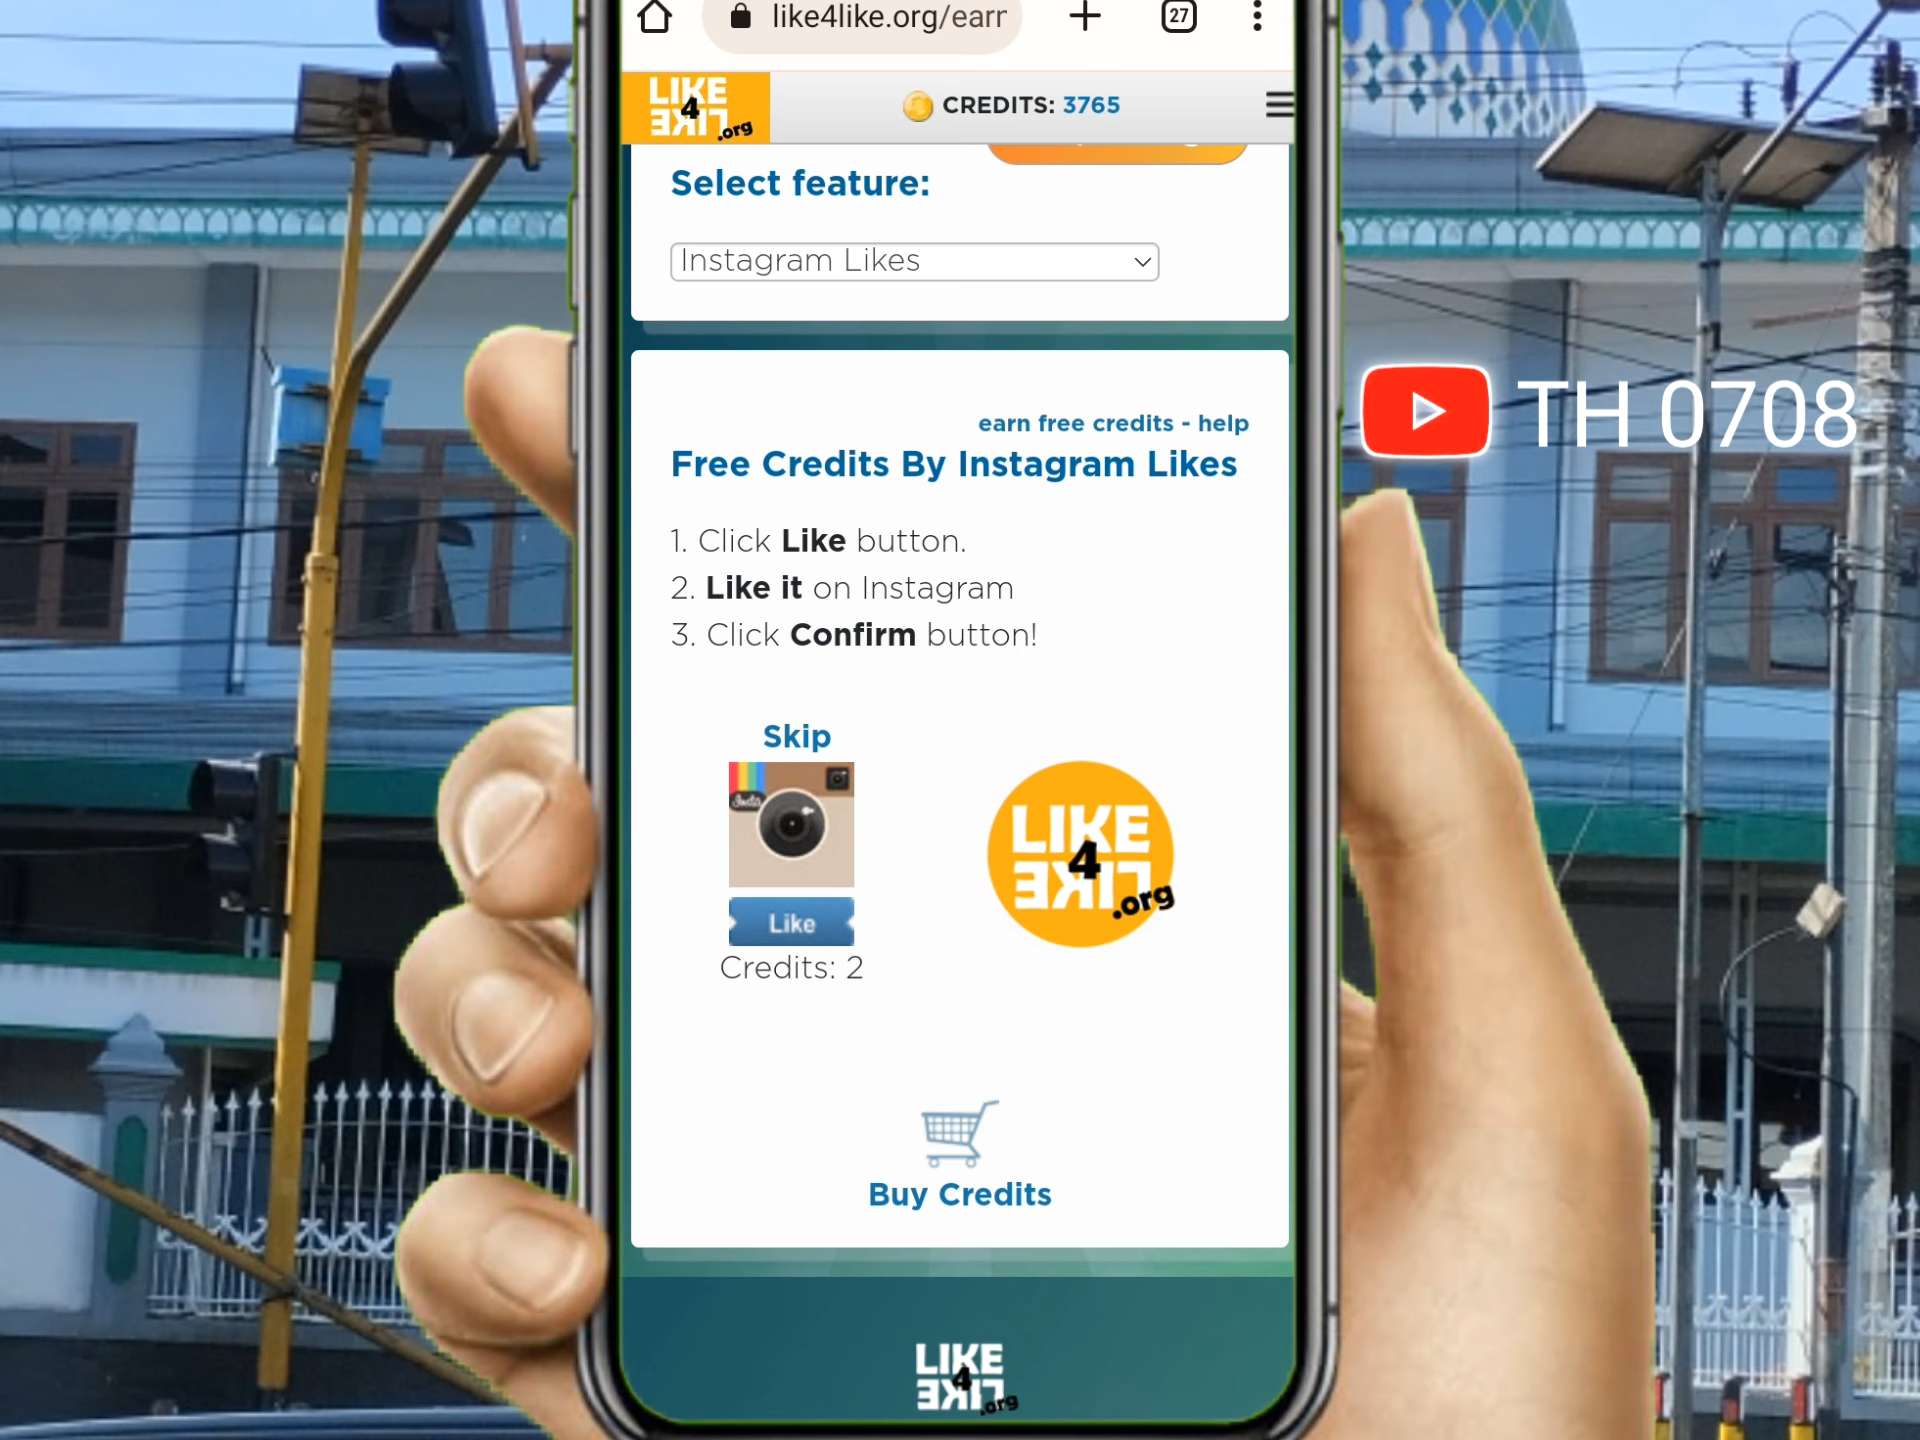 like4like.org/earr
27
LIKE
4
LIKE
.org
CREDITS: 3765
Select feature:
Instagram Likes
TH 0708
earn free credits - help
Free Credits By Instagram Likes
1. Click Like button.
2. Like it on Instagram
3. Click Confirm button!
Skip
Insta
Like
Credits: 2
LIKE
4
LIKE
.org
Buy Credits
LIKE
4
LIKE
.org